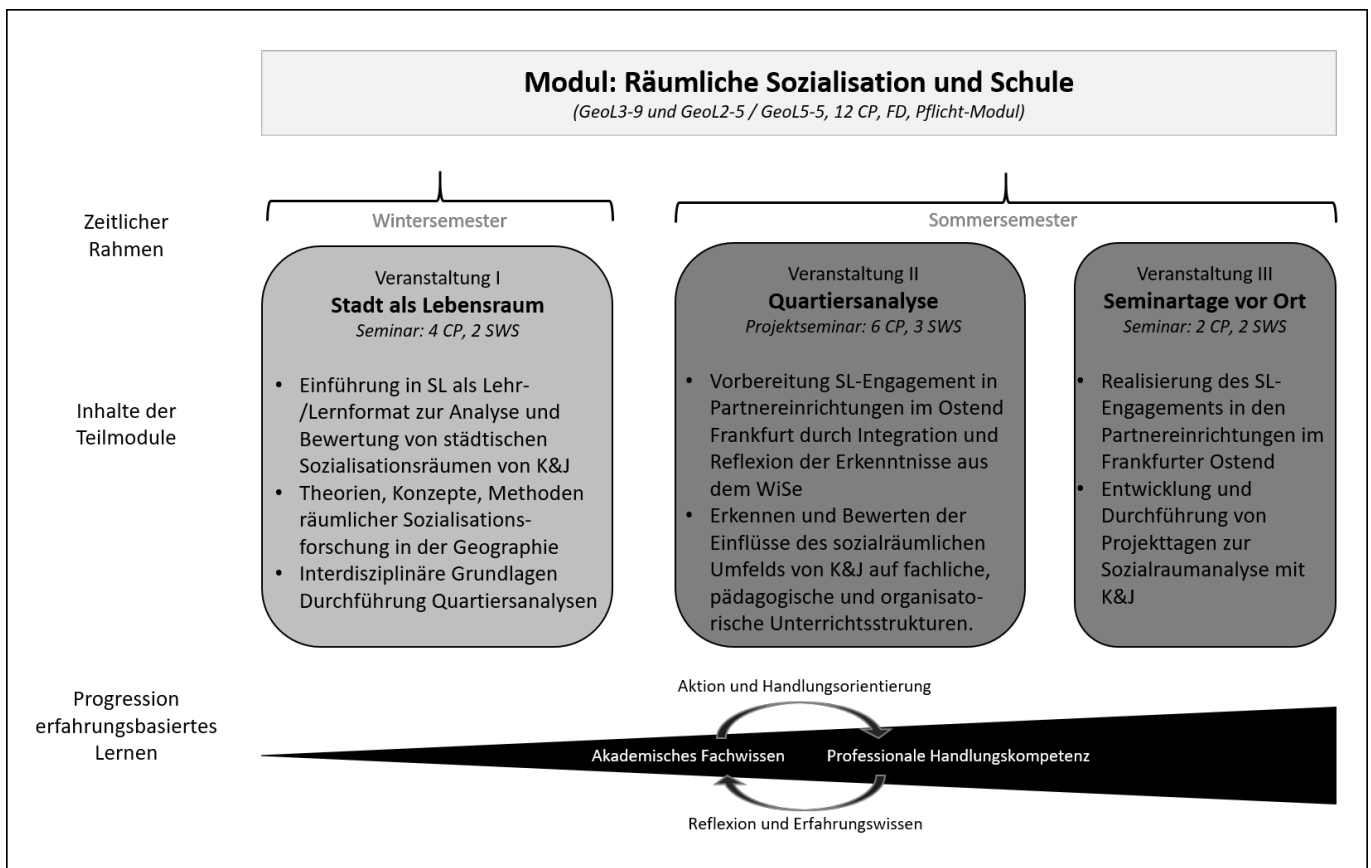 Modul: Räumliche Sozialisation und Schule
(GeoL3-9 und GeoL2-5 / GeoL5-5, 12 CP, FD, Pflicht-Modul)
Zeitlicher
Rahmen
Wintersemester
Sommersemester
Inhalte der
Teilmodule
Veranstaltung I
Stadt als Lebensraum
Seminar: 4 CP, 2 SWS
• Einführung in SL als Lehr-
/Lernformat zur Analyse und
Bewertung von städtischen
Sozialisationsräumen von K&J
• Theorien, Konzepte, Methoden
räumlicher Sozialisations-
forschung in der Geographie
• Interdisziplinäre Grundlagen
Durchführung Quartiersanalysen
Veranstaltung II
Quartiersanalyse
Projektseminar: 6 CP, 3 SWS
• Vorbereitung SL-Engagement in
Partnereinrichtungen im Ostend
Frankfurt durch Integration und
Reflexion der Erkenntnisse aus
dem WiSe
• Erkennen und Bewerten der
Einflüsse des sozialräumlichen
Umfelds von K&J auf fachliche,
pädagogische und organisato-
rische Unterrichtsstrukturen.
Veranstaltung III
Seminartage vor Ort
Seminar: 2 CP, 2 SWS
• Realisierung des SL-
Engagements in den
Partnereinrichtungen im
Frankfurter Ostend
• Entwicklung und
Durchführung von
Projekttagen zur
Sozialraumanalyse mit
K&J
Progression
erfahrungsbasiertes
Lernen
Aktion und Handlungsorientierung
Akademisches Fachwissen
Professionale Handlungskompetenz
Reflexion und Erfahrungswissen